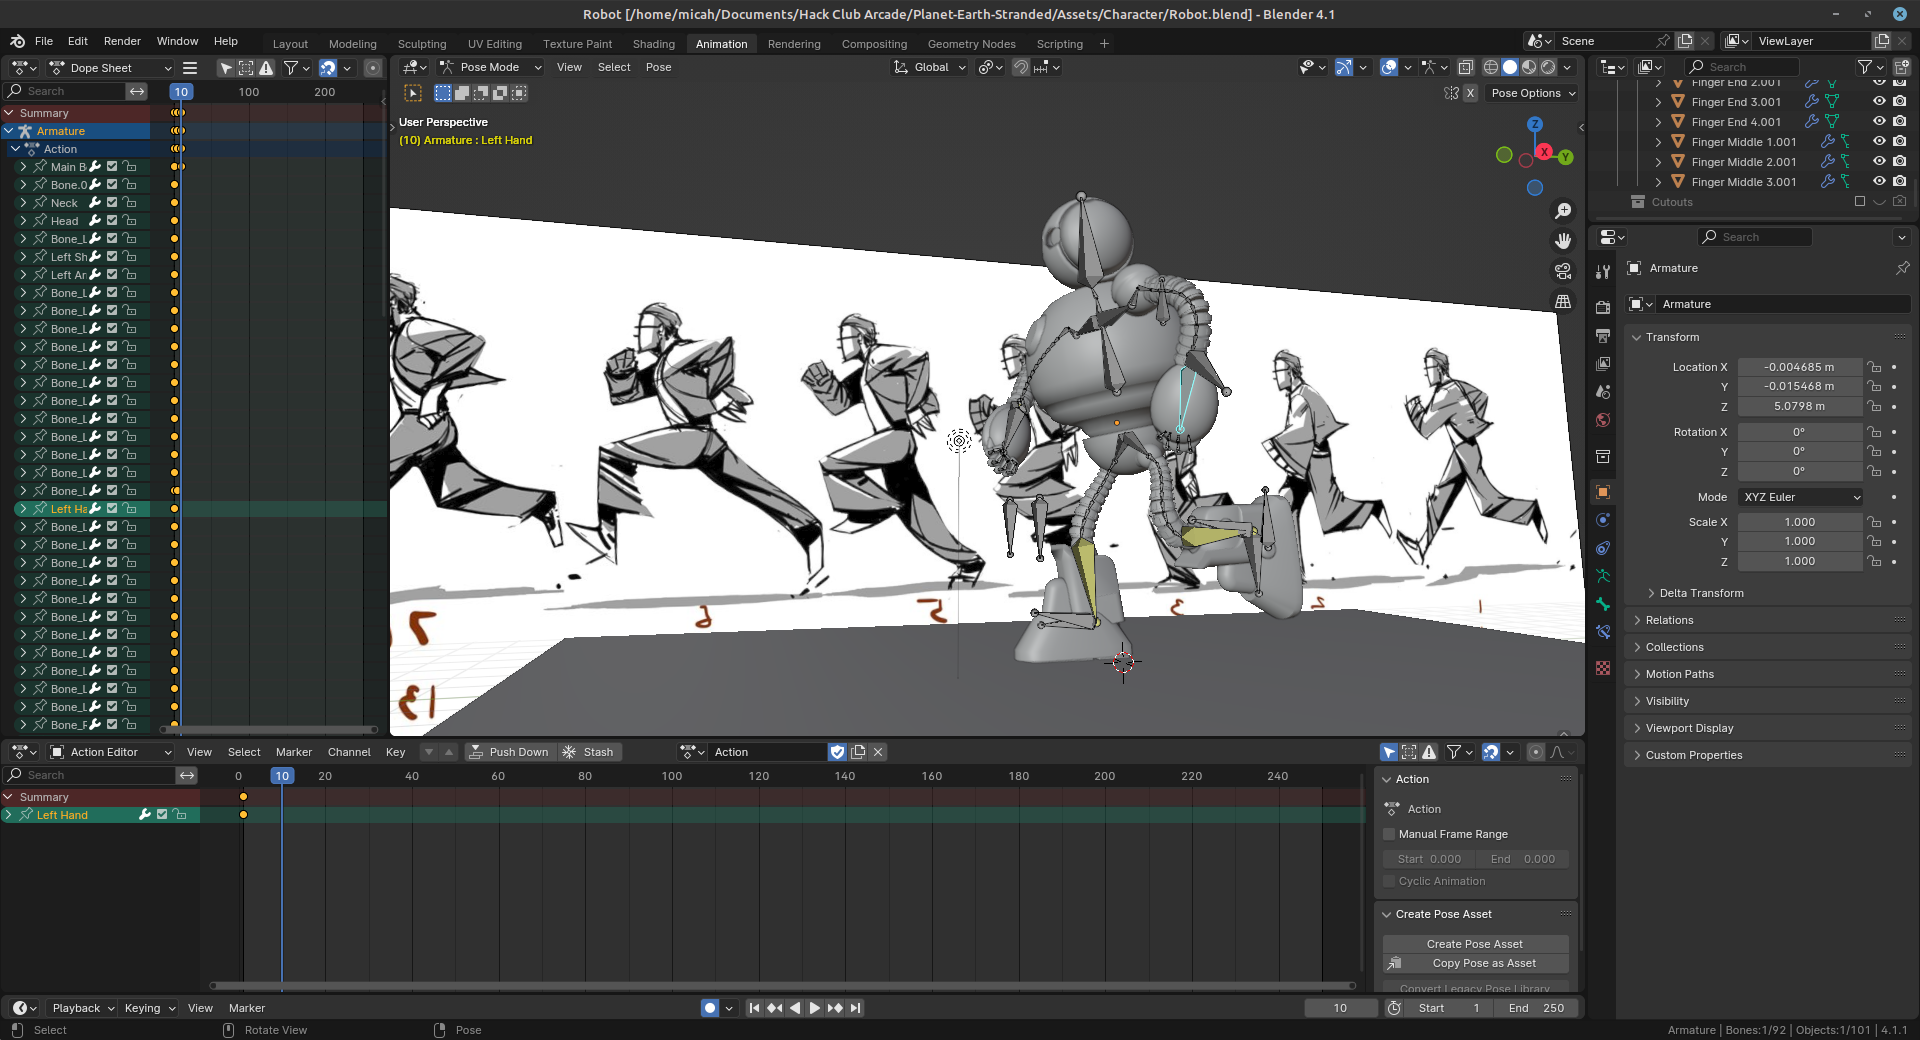 Robot [/home/micah/Documents/Hack Club Arcade/Planet-Earth-Stranded/Assets/Character/Robot.blend] - Blender 4.1
File Edit Render Window Help Layout Modeling Sculpting UV Editing Texture Paint Shading Animation Rendering Compositing Geometry Nodes Scripting + Scene ViewLayer
Dope Sheet
Pose Mode View Select Pose Global
Search
Search 10 100 200
X Pose Options
Summary
Armature
Action
Main B
Bone.0
Neck
Head
Bone_L
Left Sh
Left Ar
Bone_L
Bone_L
Bone_L
Bone_L
Bone_L
Bone_L
Bone_L
Bone_L
Bone_L
Bone_L
Bone_L
Bone_L
Left Ha
Bone_L
Bone_L
Bone_L
Bone_L
Bone_L
Bone_L
Bone_L
Bone_L
Bone_L
Bone_L
Bone_L
Bone_F
User Perspective
(10) Armature : Left Hand
Z
X
Y
Finger End 2.001
Finger End 3.001
Finger End 4.001
Finger Middle 1.001
Finger Middle 2.001
Finger Middle 3.001
Cutouts
Search
Armature
Armature
Transform
Location X -0.004685 m
Y -0.015468 m
Z 5.0798 m
Rotation X 0°
Y 0°
Z 0°
Mode XYZ Euler
Scale X 1.000
Y 1.000
Z 1.000
Delta Transform
Relations
Collections
Motion Paths
Visibility
Viewport Display
Custom Properties
7 6 5 3 2 1
13
Action Editor View Select Marker Channel Key Push Down Stash Action
Search 0 10 20 40 60 80 100 120 140 160 180 200 220 240
Summary
Left Hand
Action
Action
Manual Frame Range
Start 0.000 End 0.000
Cyclic Animation
Create Pose Asset
Create Pose Asset
Copy Pose as Asset
Convert Legacy Pose Library
Playback Keying View Marker 10 Start 1 End 250
Select Rotate View Pose Armature | Bones:1/92 | Objects:1/101 | 4.1.1